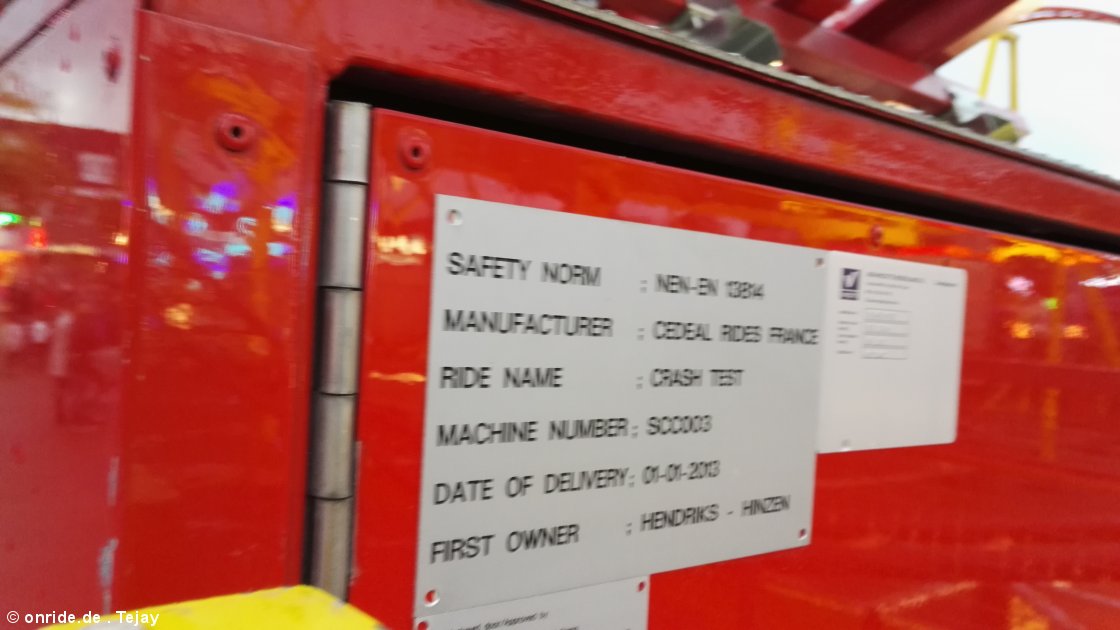 SAFETY NORM : NEN-EN 13814
MANUFACTURER : CEDEAL RIDES FRANCE
RIDE NAME : CRASH TEST
MACHINE NUMBER : SCC003
DATE OF DELIVERY : 01-01-2013
FIRST OWNER : HENDRIKS - HINZEN
© onride.de . Tejay